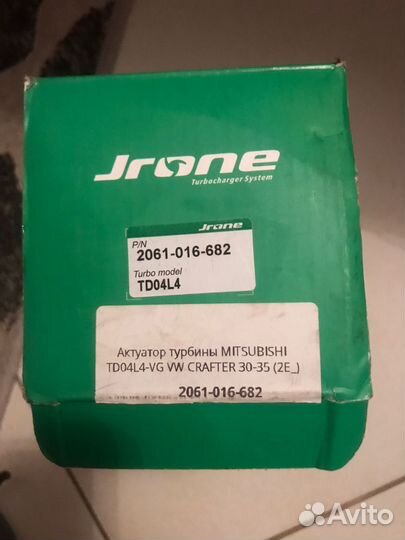 Jrone
Turbocharger System
Jrone
P/N
2061-016-682
Turbo model
TD04L4
Актуатор турбины MITSUBISHI
TD04L4-VG VW CRAFTER 30-35 (2E_)
2061-016-682
Avito